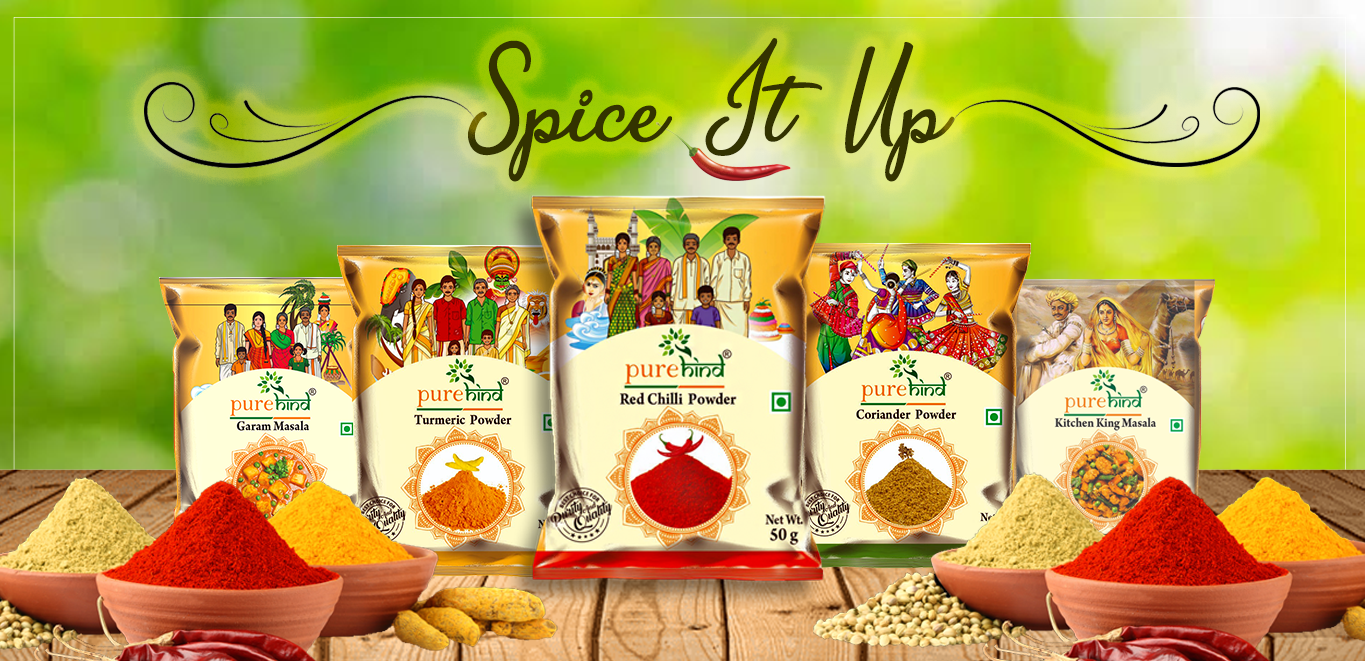 Spice It Up
purehind®
Garam Masala
purehind®
Turmeric Powder
purehind®
Red Chilli Powder
Net Wt.
50 g
purehind®
Coriander Powder
purehind®
Kitchen King Masala